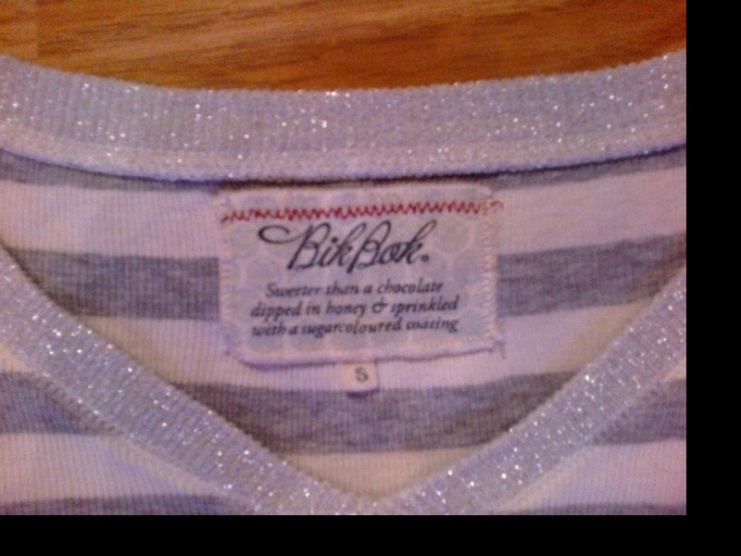 BikBok.
Sweeter than a chocolate
dipped in honey & sprinkled
with a sugarcoloured coating
S